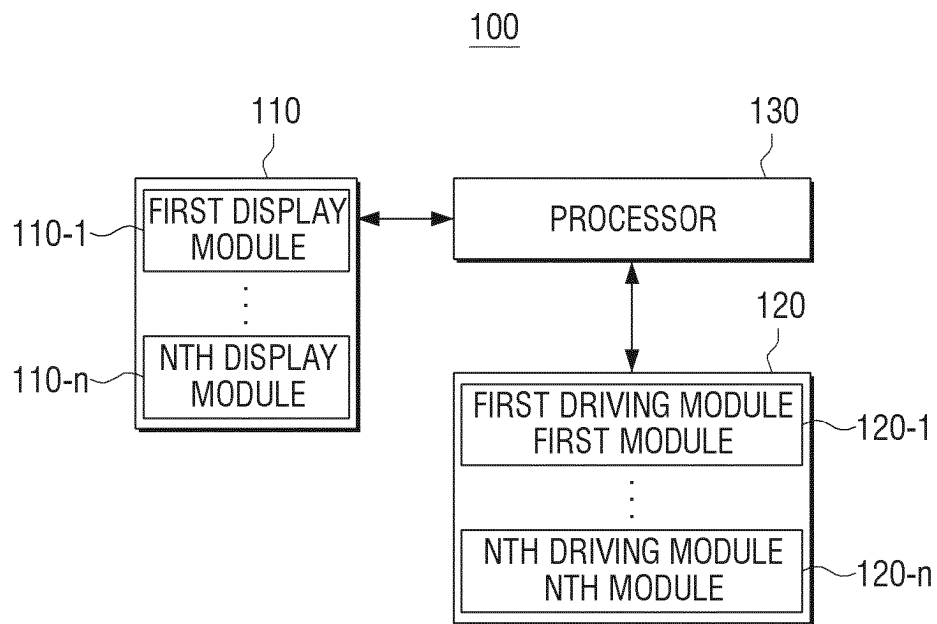 100
110
130
FIRST DISPLAY
MODULE
110-1
PROCESSOR
NTH DISPLAY
MODULE
110-n
120
FIRST DRIVING MODULE
FIRST MODULE
120-1
NTH DRIVING MODULE
NTH MODULE
120-n